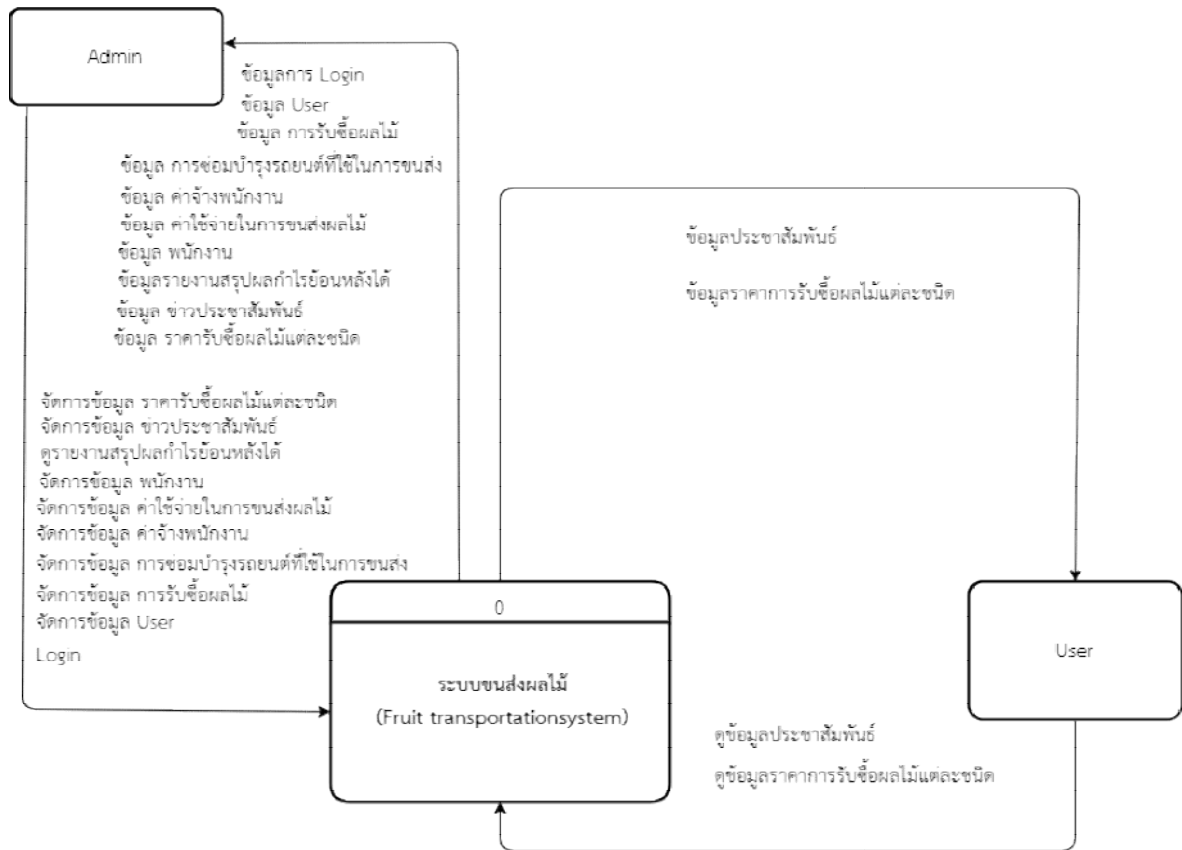 Admin
ข้อมูลการ Login
ข้อมูล User
ข้อมูล การรับซื้อผลไม้
ข้อมูล การซ่อมบำรุงรถยนต์ที่ใช้ในการขนส่ง
ข้อมูล ค่าจ้างพนักงาน
ข้อมูล ค่าใช้จ่ายในการขนส่งผลไม้
ข้อมูล พนักงาน
ข้อมูลรายงานสรุปผลกำไรย้อนหลังได้
ข้อมูล ข่าวประชาสัมพันธ์
ข้อมูล ราคารับซื้อผลไม้แต่ละชนิด
ข้อมูลประชาสัมพันธ์
ข้อมูลราคาการรับซื้อผลไม้แต่ละชนิด
จัดการข้อมูล ราคารับซื้อผลไม้แต่ละชนิด
จัดการข้อมูล ข่าวประชาสัมพันธ์
ดูรายงานสรุปผลกำไรย้อนหลังได้
จัดการข้อมูล พนักงาน
จัดการข้อมูล ค่าใช้จ่ายในการขนส่งผลไม้
จัดการข้อมูล ค่าจ้างพนักงาน
จัดการข้อมูล การซ่อมบำรุงรถยนต์ที่ใช้ในการขนส่ง
จัดการข้อมูล การรับซื้อผลไม้
จัดการข้อมูล User
Login
0
ระบบขนส่งผลไม้
(Fruit transportationsystem)
User
ดูข้อมูลประชาสัมพันธ์
ดูข้อมูลราคาการรับซื้อผลไม้แต่ละชนิด